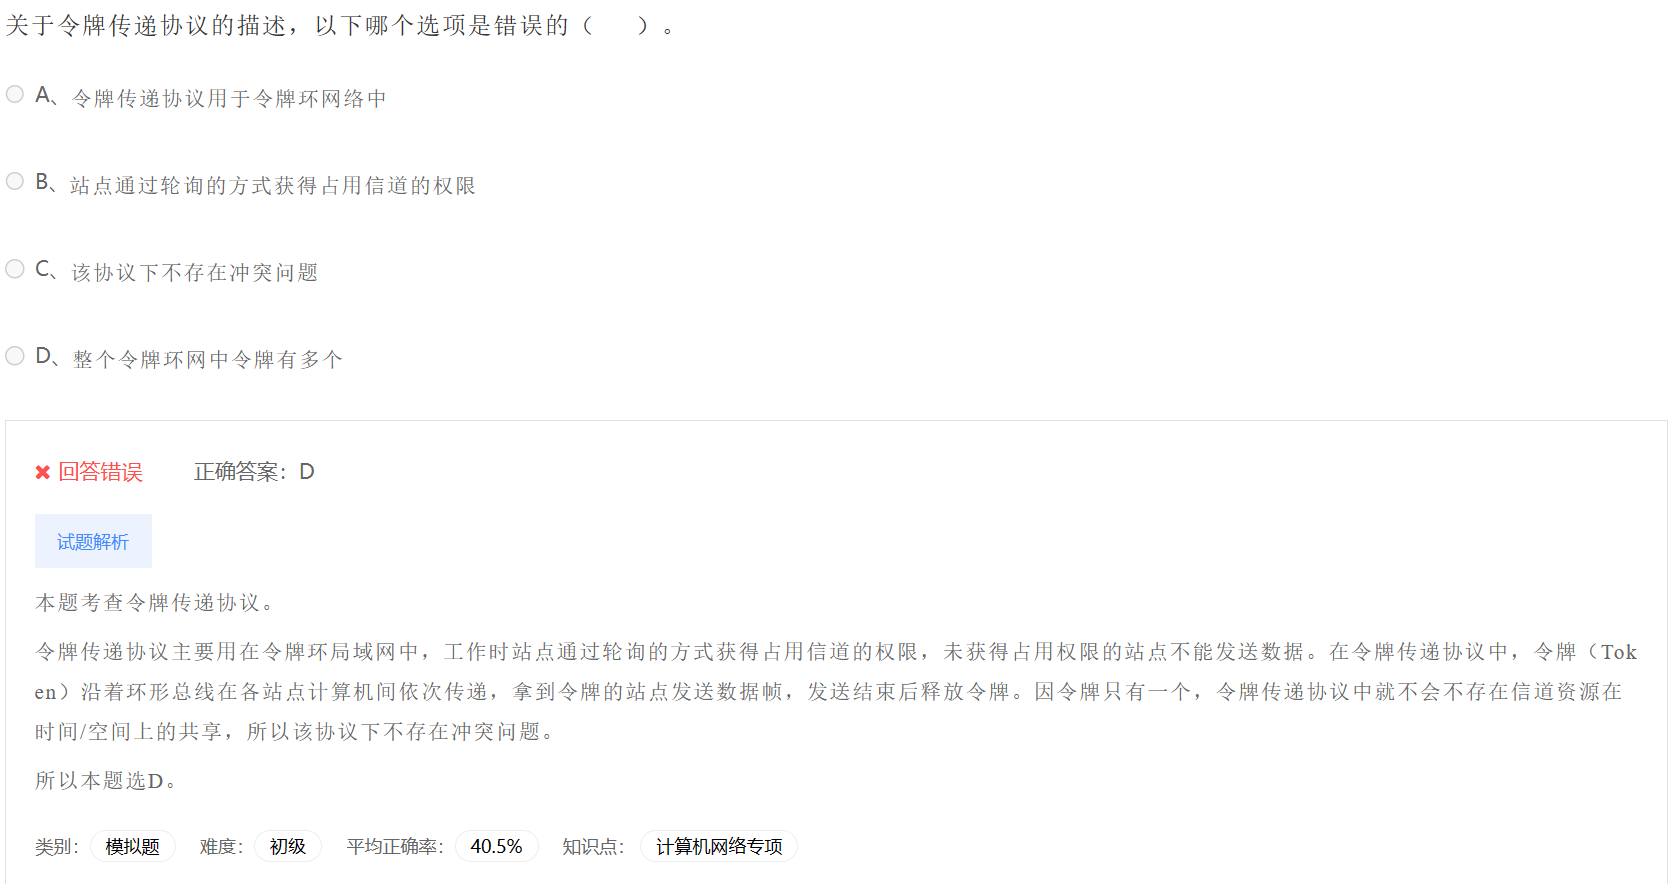 关于令牌传递协议的描述，以下哪个选项是错误的（　　）。
A、令牌传递协议用于令牌环网络中
B、站点通过轮询的方式获得占用信道的权限
C、该协议下不存在冲突问题
D、整个令牌环网中令牌有多个
✖ 回答错误 正确答案：D
试题解析
本题考查令牌传递协议。
令牌传递协议主要用在令牌环局域网中，工作时站点通过轮询的方式获得占用信道的权限，未获得占用权限的站点不能发送数据。在令牌传递协议中，令牌（Tok
en）沿着环形总线在各站点计算机间依次传递，拿到令牌的站点发送数据帧，发送结束后释放令牌。因令牌只有一个，令牌传递协议中就不会不存在信道资源在
时间/空间上的共享，所以该协议下不存在冲突问题。
所以本题选D。
类别： 模拟题 难度： 初级 平均正确率： 40.5% 知识点： 计算机网络专项